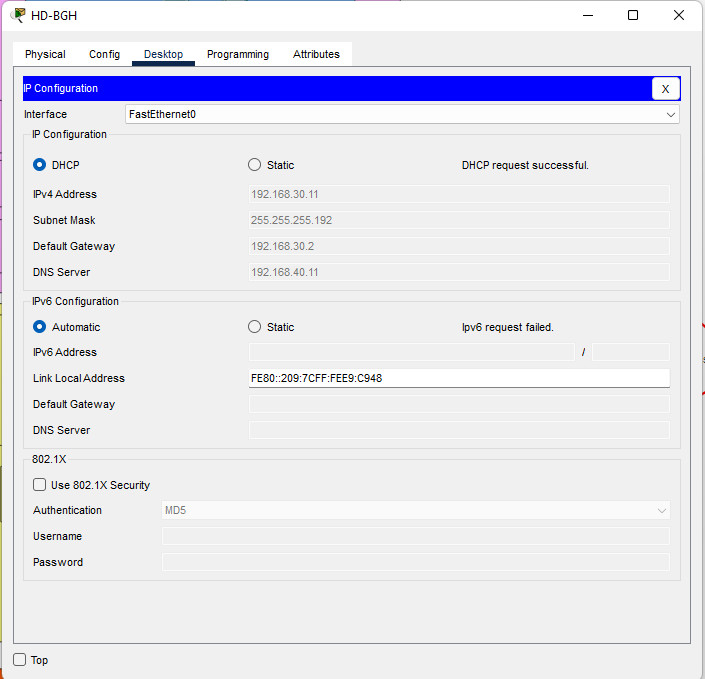 HD-BGH
Physical Config Desktop Programming Attributes
IP Configuration X
Interface FastEthernet0
IP Configuration
DHCP Static DHCP request successful.
IPv4 Address 192.168.30.11
Subnet Mask 255.255.255.192
Default Gateway 192.168.30.2
DNS Server 192.168.40.11
IPv6 Configuration
Automatic Static Ipv6 request failed.
IPv6 Address /
Link Local Address FE80::209:7CFF:FEE9:C948
Default Gateway
DNS Server
802.1X
Use 802.1X Security
Authentication MD5
Username
Password
Top